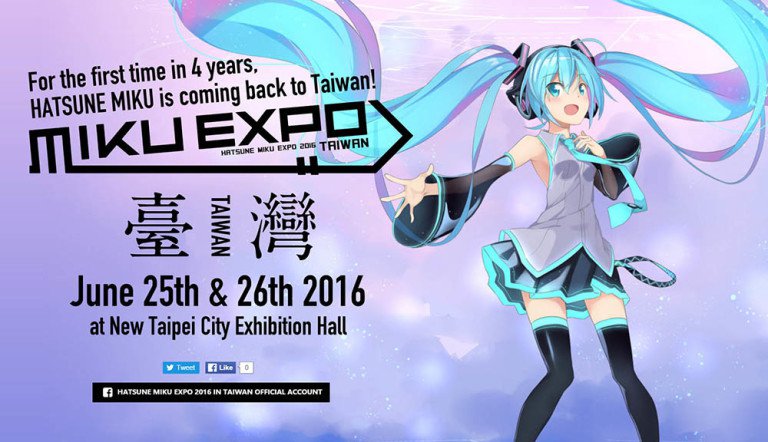 For the first time in 4 years,
HATSUNE MIKU is coming back to Taiwan!
MIKU EXPO
HATSUNE MIKU EXPO 2016 TAIWAN
臺 TAIWAN 灣
June 25th & 26th 2016
at New Taipei City Exhibition Hall
Tweet Like 0
HATSUNE MIKU EXPO 2016 IN TAIWAN OFFICIAL ACCOUNT